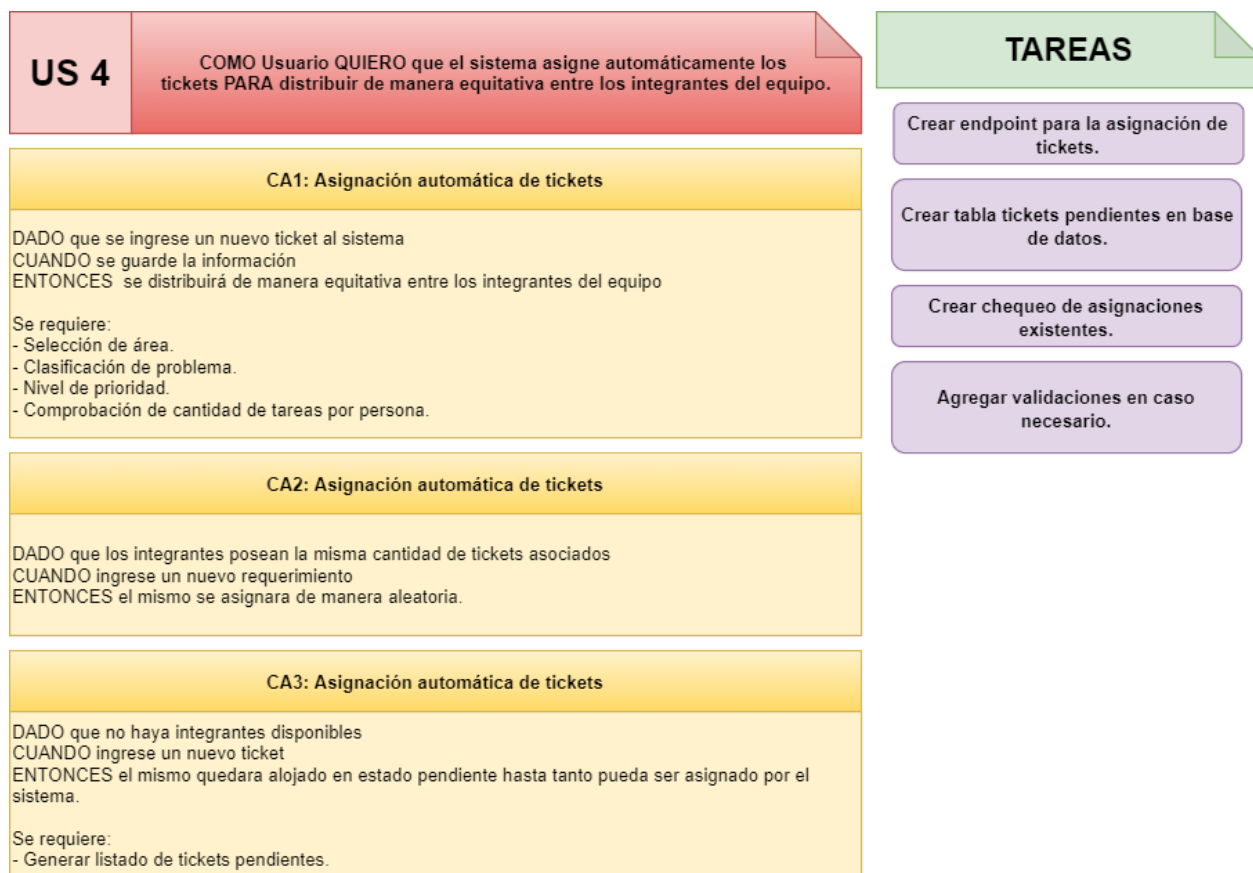 US 4
COMO Usuario QUIERO que el sistema asigne automáticamente los
tickets PARA distribuir de manera equitativa entre los integrantes del equipo.
CA1: Asignación automática de tickets
DADO que se ingrese un nuevo ticket al sistema
CUANDO se guarde la información
ENTONCES se distribuirá de manera equitativa entre los integrantes del equipo
Se requiere:
- Selección de área.
- Clasificación de problema.
- Nivel de prioridad.
- Comprobación de cantidad de tareas por persona.
CA2: Asignación automática de tickets
DADO que los integrantes posean la misma cantidad de tickets asociados
CUANDO ingrese un nuevo requerimiento
ENTONCES el mismo se asignara de manera aleatoria.
CA3: Asignación automática de tickets
DADO que no haya integrantes disponibles
CUANDO ingrese un nuevo ticket
ENTONCES el mismo quedara alojado en estado pendiente hasta tanto pueda ser asignado por el
sistema.
Se requiere:
- Generar listado de tickets pendientes.
TAREAS
Crear endpoint para la asignación de
tickets.
Crear tabla tickets pendientes en base
de datos.
Crear chequeo de asignaciones
existentes.
Agregar validaciones en caso
necesario.